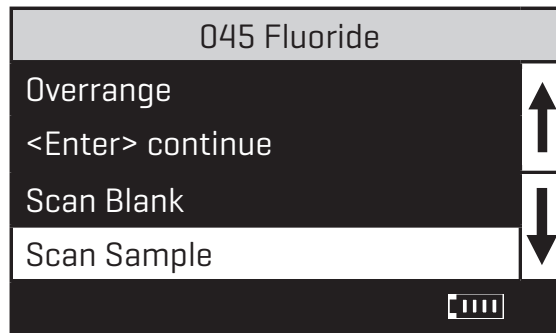 045 Fluoride
Overrange
<Enter> continue
Scan Blank
Scan Sample